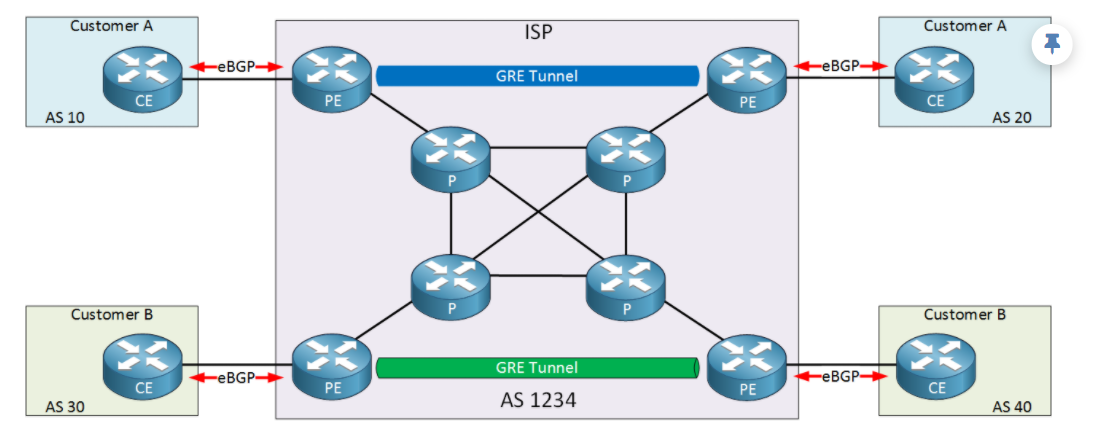 Customer A
ISP
Customer A
eBGP
GRE Tunnel
eBGP
CE
PE
PE
CE
AS 10
AS 20
P
P
P
P
Customer B
Customer B
eBGP
GRE Tunnel
eBGP
CE
PE
PE
CE
AS 30
AS 1234
AS 40